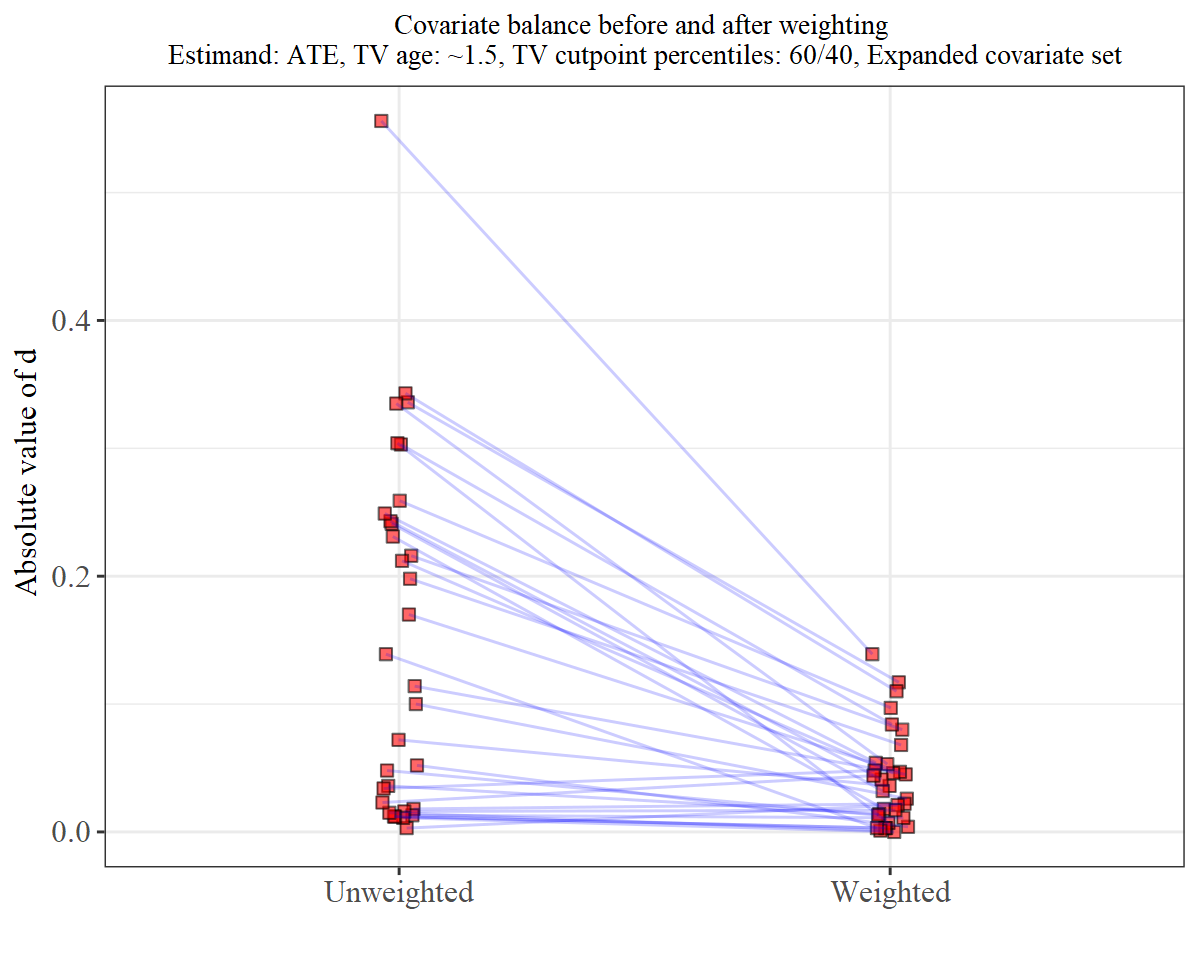 Covariate balance before and after weighting
Estimand: ATE, TV age: ~1.5, TV cutpoint percentiles: 60/40, Expanded covariate set
Absolute value of d
0.4
0.2
0.0
Unweighted
Weighted